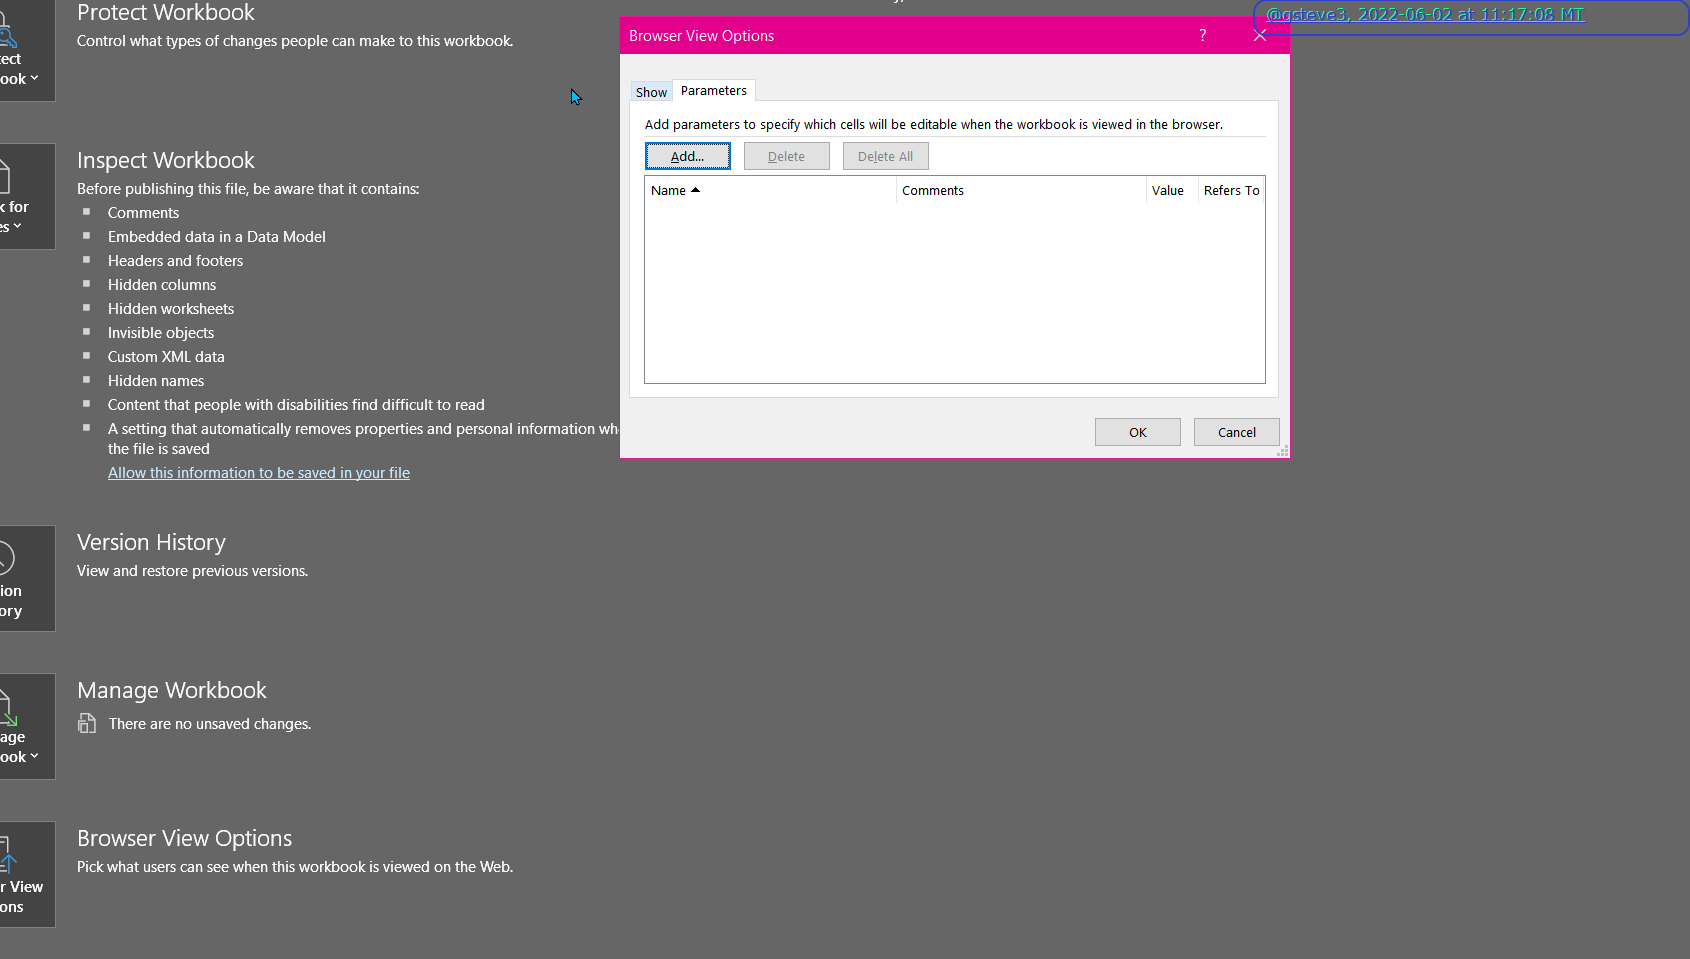 Protect Workbook
Control what types of changes people can make to this workbook.
ect
ook
Inspect Workbook
Before publishing this file, be aware that it contains:
Comments
Embedded data in a Data Model
Headers and footers
Hidden columns
Hidden worksheets
Invisible objects
Custom XML data
Hidden names
Content that people with disabilities find difficult to read
A setting that automatically removes properties and personal information wh
the file is saved
Allow this information to be saved in your file
k for
es
Version History
View and restore previous versions.
ion
ory
Manage Workbook
There are no unsaved changes.
age
ook
Browser View Options
Pick what users can see when this workbook is viewed on the Web.
r View
ons
@gsteve3, 2022-06-02 at 11:17:08 MT
Browser View Options
?
Show
Parameters
Add parameters to specify which cells will be editable when the workbook is viewed in the browser.
Add...
Delete
Delete All
Name
Comments
Value
Refers To
OK
Cancel